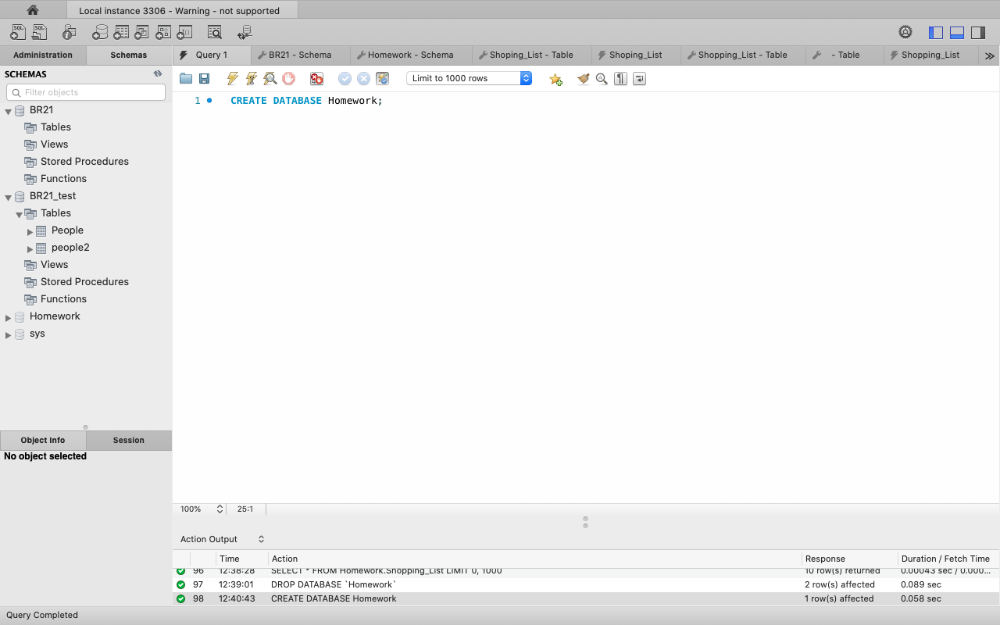 Local instance 3306 - Warning - not supported
Administration
Schemas
Query 1
BR21 - Schema
Homework - Schema
Shoping_List - Table
Shoping_List
Shopping_List - Table
- Table
Shopping_List
SCHEMAS
Filter objects
Limit to 1000 rows
1
CREATE DATABASE Homework;
BR21
Tables
Views
Stored Procedures
Functions
BR21_test
Tables
People
people2
Views
Stored Procedures
Functions
Homework
sys
Object Info
Session
No object selected
100%
25:1
Action Output
Time Action Response Duration / Fetch Time
96 12:38:28 SELECT * FROM Homework.Shopping_List LIMIT 0, 1000 10 row(s) returned 0.00043 sec / 0.000...
97 12:39:01 DROP DATABASE `Homework` 2 row(s) affected 0.089 sec
98 12:40:43 CREATE DATABASE Homework 1 row(s) affected 0.058 sec
Query Completed